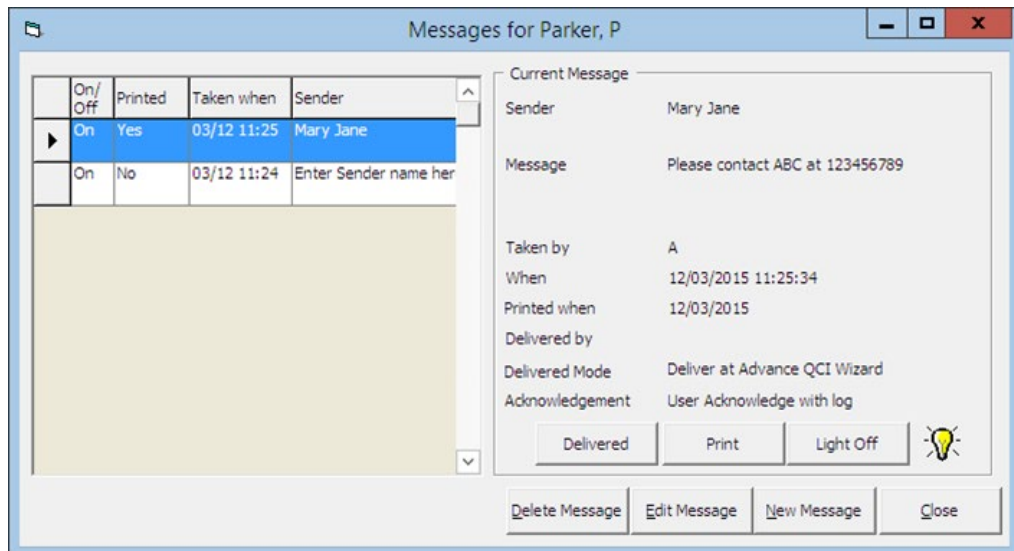 Messages for Parker, P
x
On/ Off Printed Taken when Sender
On Yes 03/12 11:25 Mary Jane
On No 03/12 11:24 Enter Sender name her
Current Message
Sender Mary Jane
Message Please contact ABC at 123456789
Taken by A
When 12/03/2015 11:25:34
Printed when 12/03/2015
Delivered by
Delivered Mode Deliver at Advance QCI Wizard
Acknowledgement User Acknowledge with log
Delivered Print Light Off
Delete Message Edit Message New Message Close